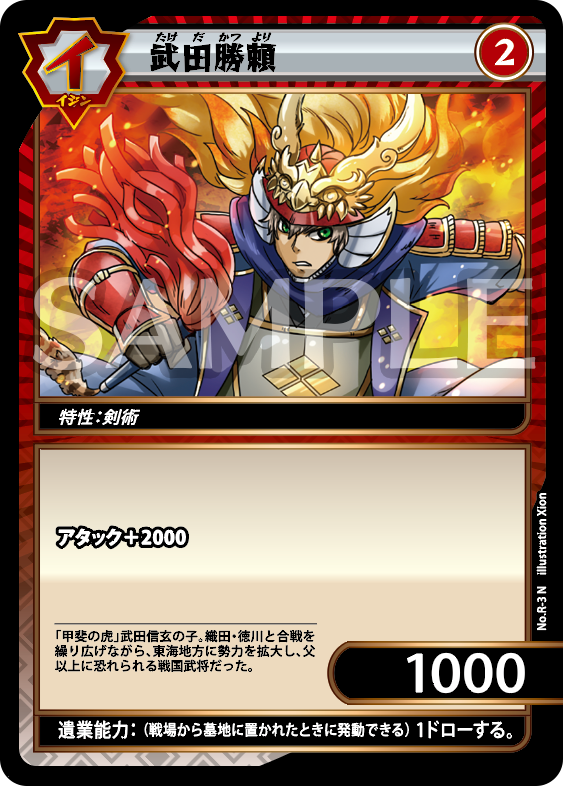 イ
イジン
たけ だ かつ より
武田勝頼
2
SAMPLE
特性：剣術
アタック＋2000
「甲斐の虎」武田信玄の子。織田・徳川と合戦を
繰り広げながら、東海地方に勢力を拡大し、父
以上に恐れられる戦国武将だった。
1000
No.R-3 N illustration Xion
遺業能力：（戦場から墓地に置かれたときに発動できる）1ドローする。